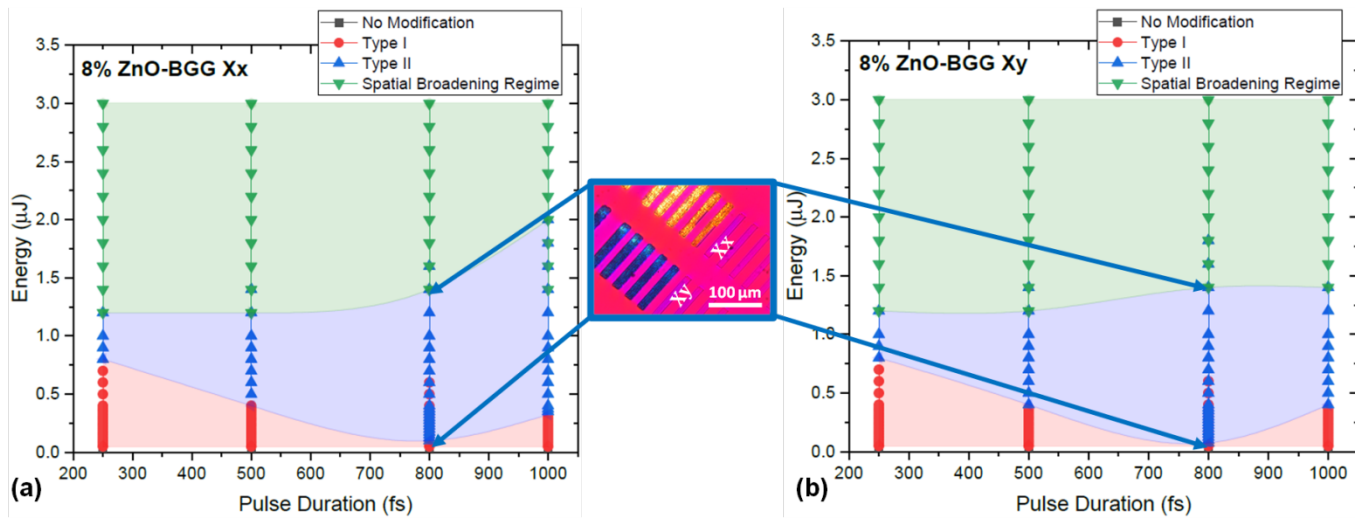 8% ZnO-BGG Xx
No Modification
Type I
Type II
Spatial Broadening Regime
Energy (µJ)
3.5
3.0
2.5
2.0
1.5
1.0
0.5
0.0
200 300 400 500 600 700 800 900 1000
Pulse Duration (fs)
(a)
Xx
Xy
100 µm
8% ZnO-BGG Xy
No Modification
Type I
Type II
Spatial Broadening Regime
Energy (µJ)
3.5
3.0
2.5
2.0
1.5
1.0
0.5
0.0
200 300 400 500 600 700 800 900 1000
Pulse Duration (fs)
(b)